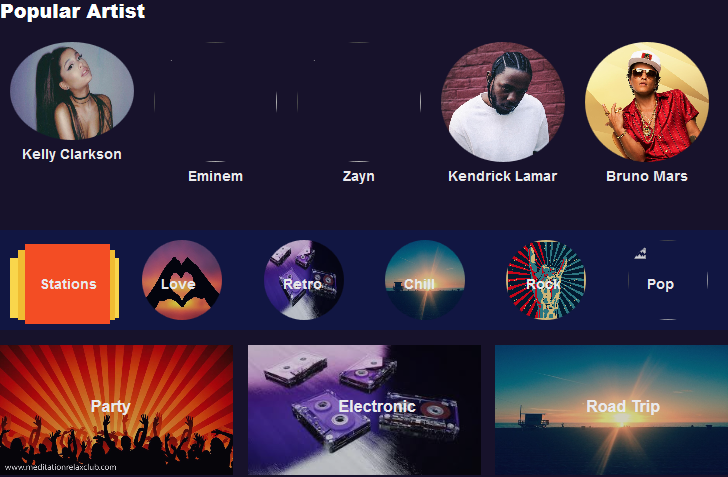 Popular Artist
Kelly Clarkson
Eminem
Zayn
Kendrick Lamar
Bruno Mars
Stations
Love
Retro
Chill
Rock
Pop
Party
Electronic
Road Trip
www.meditationrelaxclub.com